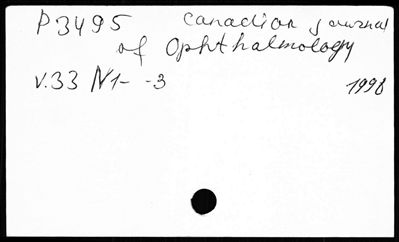 P3495 Canadian Journal
of Ophthalmology
V.33 N1- -3 1998